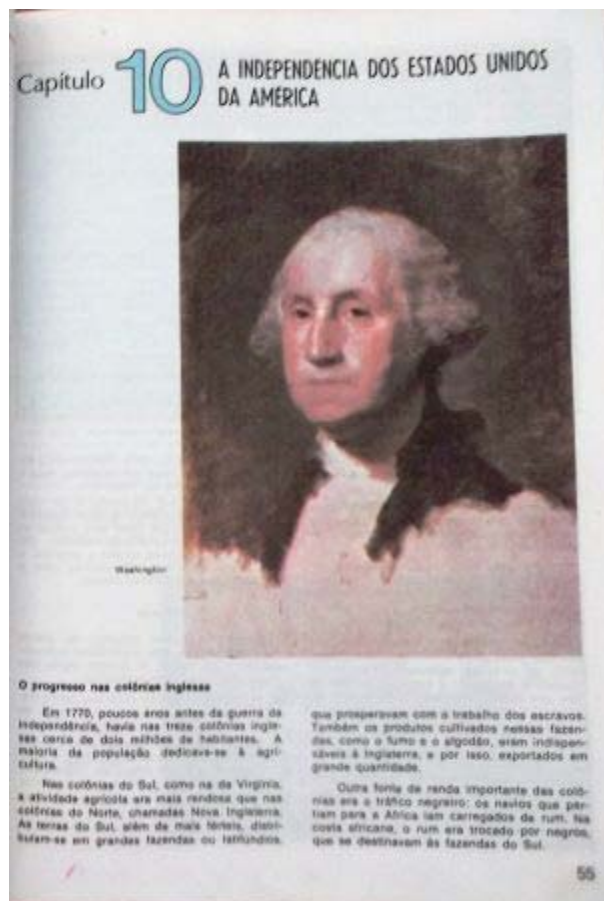 Capítulo 10
A INDEPENDENCIA DOS ESTADOS UNIDOS
DA AMÉRICA
Washington
O progresso nas colônias inglesas
Em 1770, poucos anos antes da guerra da
Independência, havia nas treze colônias ingle-
sas cerca de dois milhões de habitantes. A
maioria da população dedicava-se à agri-
cultura.
Nas colônias do Sul, como na da Virgínia,
a atividade agrícola era mais rendosa que nas
colônias do Norte, chamadas Nova Inglaterra.
As terras do Sul, além de mais férteis, distri-
buíam-se em grandes fazendas ou latifúndios,
que prosperavam com o trabalho dos escravos.
Também os produtos cultivados nessas fazen-
das, como o fumo e o algodão, eram indispen-
sáveis à Inglaterra, e por isso, exportados em
grande quantidade.
Outra fonte de renda importante das colô-
nias era o tráfico negreiro: os navios que par-
tiam para a África iam carregados de rum. Na
costa africana, o rum era trocado por negros,
que se destinavam às fazendas do Sul.
55